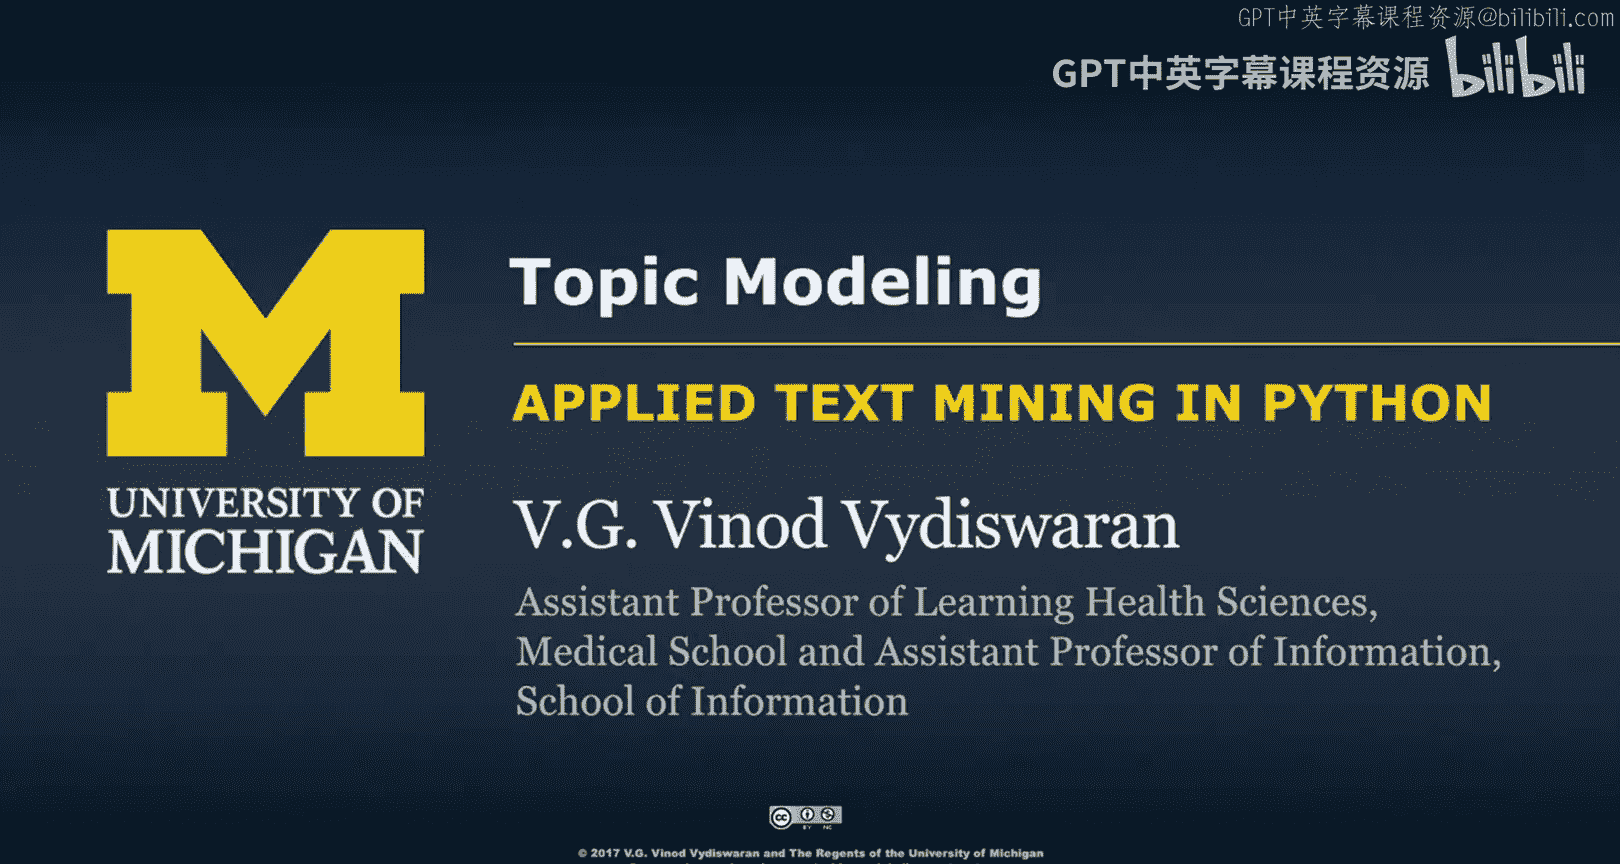 GPT中英字幕课程资源@bilibili.com
GPT中英字幕课程资源 bilibili
M
UNIVERSITY OF
MICHIGAN
Topic Modeling
APPLIED TEXT MINING IN PYTHON
V.G. Vinod Vydiswaran
Assistant Professor of Learning Health Sciences,
Medical School and Assistant Professor of Information,
School of Information
cc BY NC
© 2017 V.G. Vinod Vydiswaran and The Regents of the University of Michigan